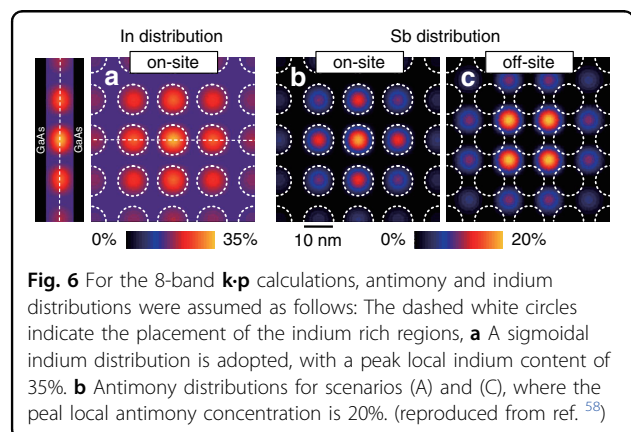 In distribution
Sb distribution
on-site
on-site
off-site
a
b
c
GaAs
GaAs
0%
35%
10 nm
0%
20%
Fig. 6 For the 8-band k·p calculations, antimony and indium
distributions were assumed as follows: The dashed white circles
indicate the placement of the indium rich regions, a A sigmoidal
indium distribution is adopted, with a peak local indium content of
35%. b Antimony distributions for scenarios (A) and (C), where the
peal local antimony concentration is 20%. (reproduced from ref. 58)